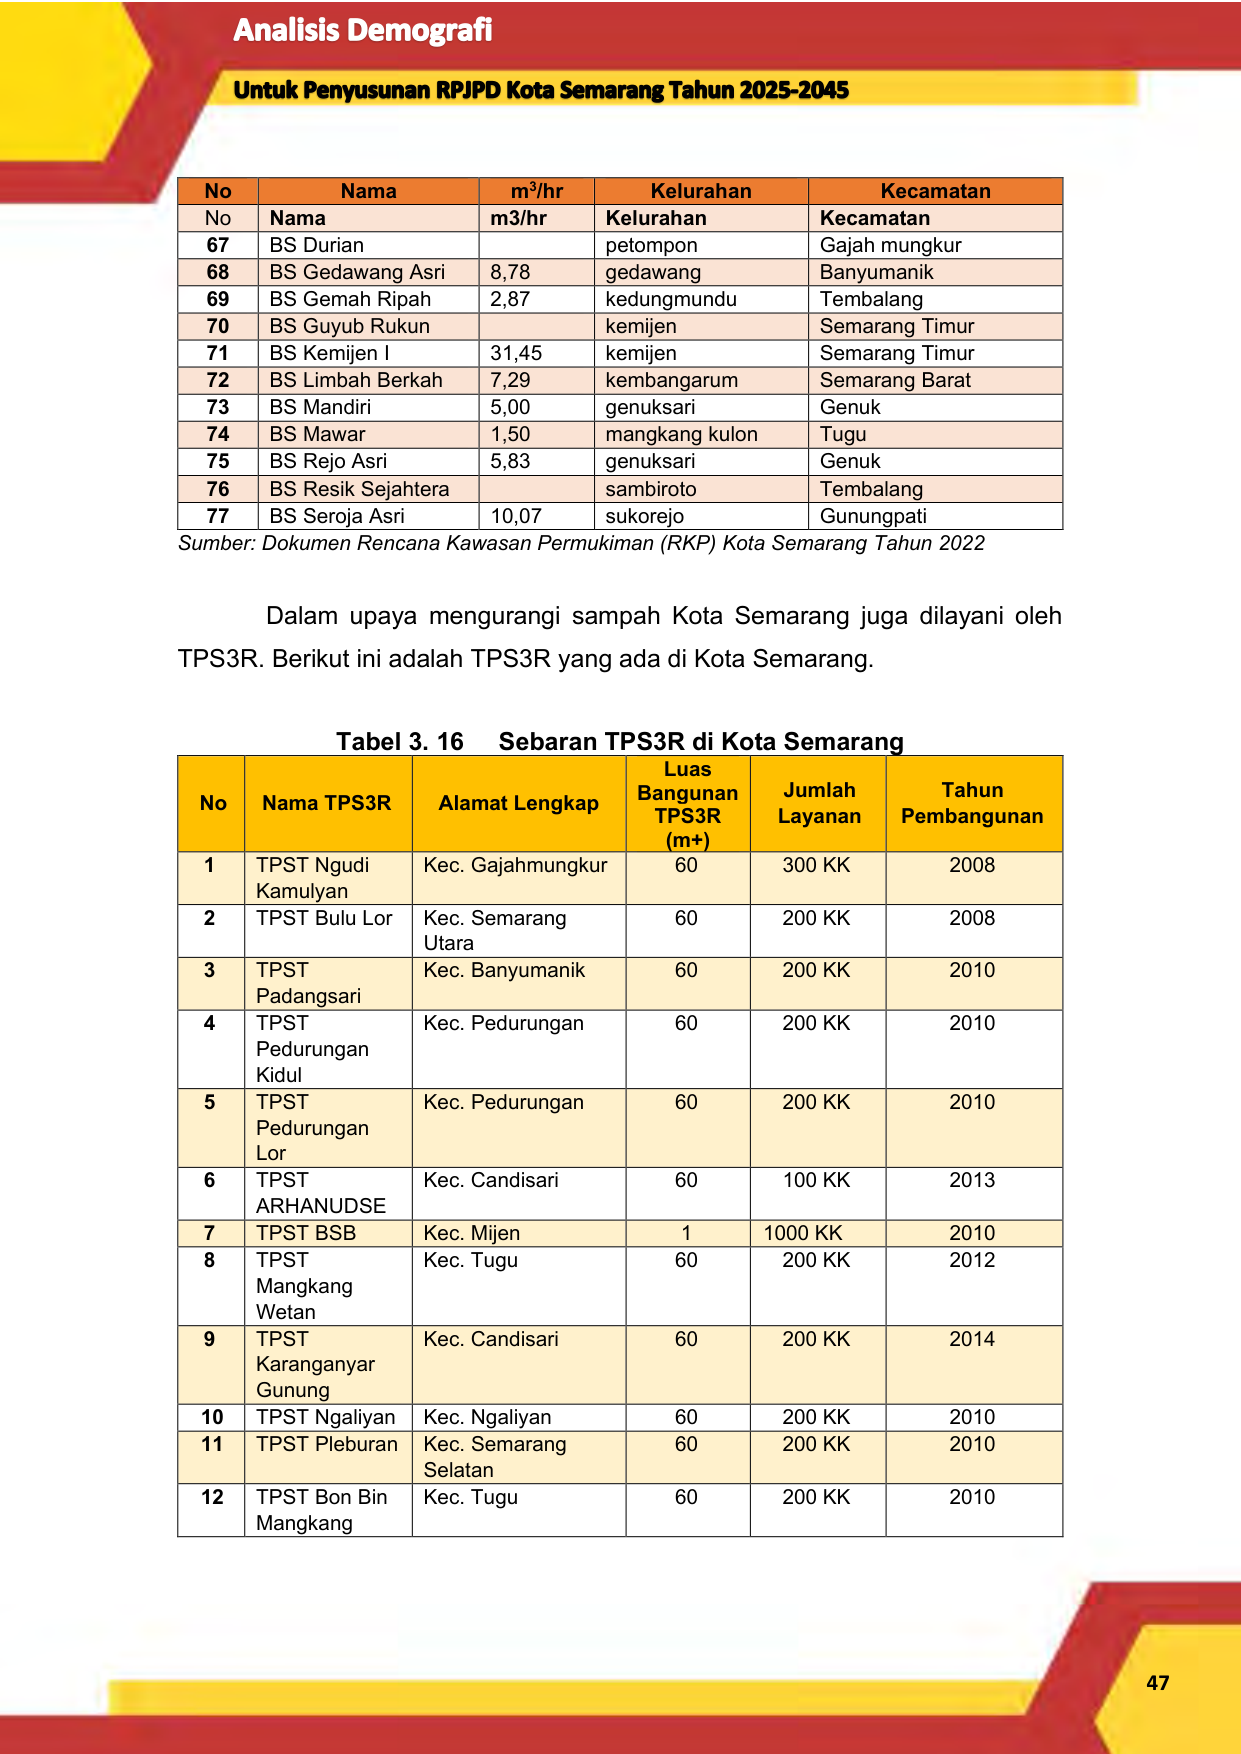 Analisis Demografi
Untuk Penyusunan RPJPD Kota Semarang Tahun 2025-2045
No Nama m³/hr Kelurahan Kecamatan
No Nama m3/hr Kelurahan Kecamatan
67 BS Durian petompon Gajah mungkur
68 BS Gedawang Asri 8,78 gedawang Banyumanik
69 BS Gemah Ripah 2,87 kedungmundu Tembalang
70 BS Guyub Rukun kemijen Semarang Timur
71 BS Kemijen I 31,45 kemijen Semarang Timur
72 BS Limbah Berkah 7,29 kembangarum Semarang Barat
73 BS Mandiri 5,00 genuksari Genuk
74 BS Mawar 1,50 mangkang kulon Tugu
75 BS Rejo Asri 5,83 genuksari Genuk
76 BS Resik Sejahtera sambiroto Tembalang
77 BS Seroja Asri 10,07 sukorejo Gunungpati
Sumber: Dokumen Rencana Kawasan Permukiman (RKP) Kota Semarang Tahun 2022
Dalam upaya mengurangi sampah Kota Semarang juga dilayani oleh
TPS3R. Berikut ini adalah TPS3R yang ada di Kota Semarang.
Tabel 3. 16 Sebaran TPS3R di Kota Semarang
No Nama TPS3R Alamat Lengkap Luas Bangunan TPS3R (m+) Jumlah Layanan Tahun Pembangunan
1 TPST Ngudi Kec. Gajahmungkur 60 300 KK 2008
Kamulyan
2 TPST Bulu Lor Kec. Semarang 60 200 KK 2008
Utara
3 TPST Kec. Banyumanik 60 200 KK 2010
Padangsari
4 TPST Kec. Pedurungan 60 200 KK 2010
Pedurungan
Kidul
5 TPST Kec. Pedurungan 60 200 KK 2010
Pedurungan
Lor
6 TPST Kec. Candisari 60 100 KK 2013
ARHANUDSE
7 TPST BSB Kec. Mijen 1 1000 KK 2010
8 TPST Kec. Tugu 60 200 KK 2012
Mangkang
Wetan
9 TPST Kec. Candisari 60 200 KK 2014
Karanganyar
Gunung
10 TPST Ngaliyan Kec. Ngaliyan 60 200 KK 2010
11 TPST Pleburan Kec. Semarang 60 200 KK 2010
Selatan
12 TPST Bon Bin Kec. Tugu 60 200 KK 2010
Mangkang
47